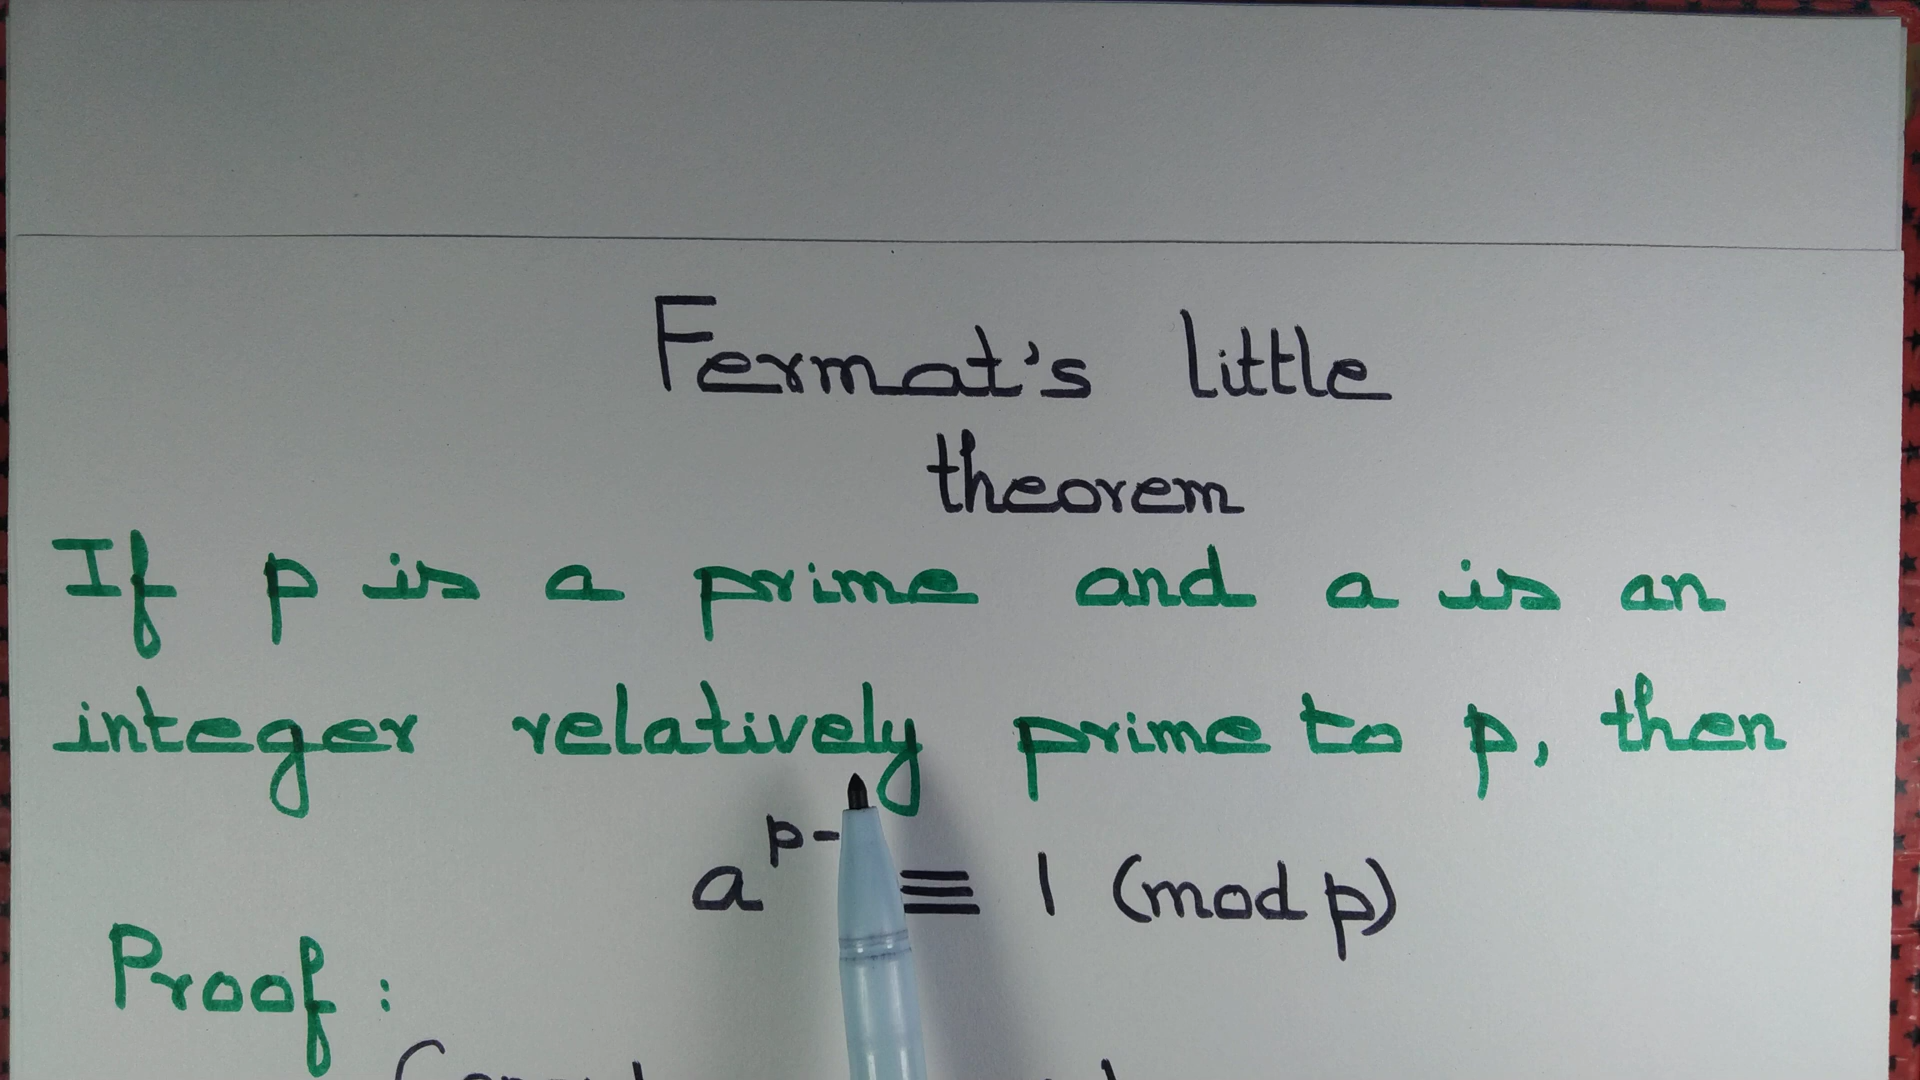 Fermat's little
theorem
If p is a prime and a is an
integer relatively prime to p, then
a^p- ≡ 1 (mod p)
Proof: